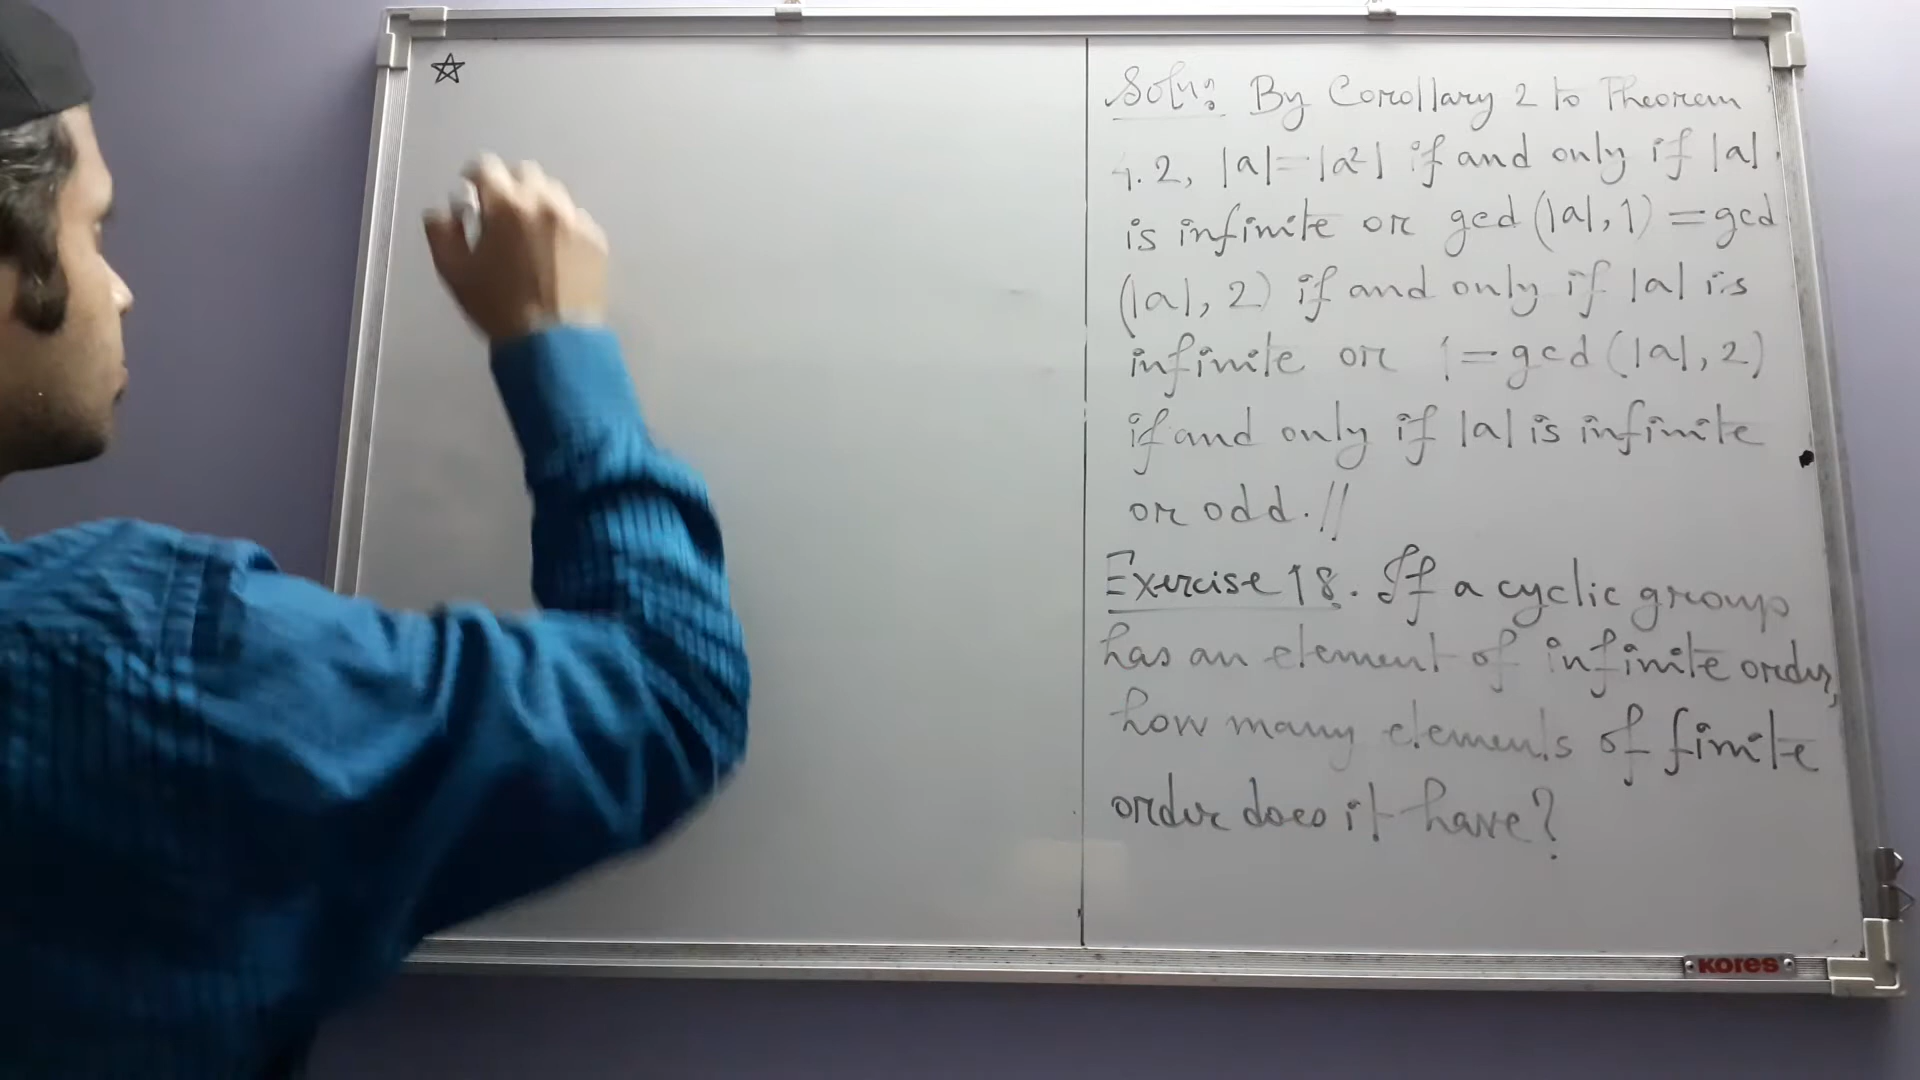 Soln: By Corollary 2 to Theorem
4.2, |a|=|a²| if and only if |a|
is infinite or gcd (|a|, 1) = gcd
(|a|, 2) if and only if |a| is
infinite or 1 = gcd (|a|, 2)
if and only if |a| is infinite
or odd. //
Exercise 18. If a cyclic group
has an element of infinite order,
how many elements of finite
order does it have?
KORES